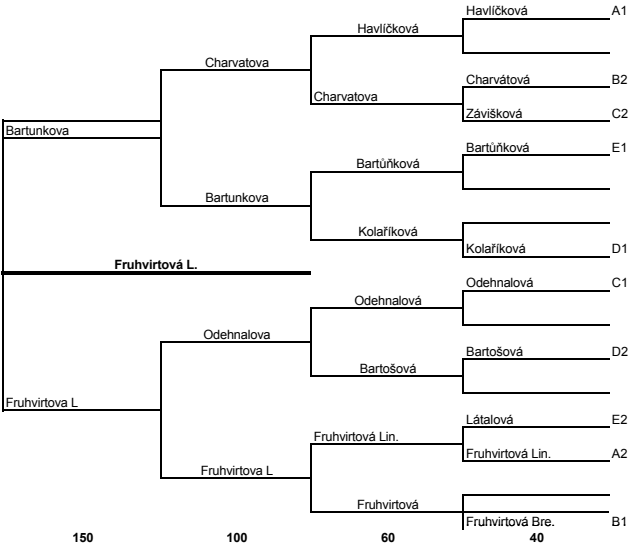 Havlíčková A1
Havlíčková
Charvatova
Charvátová B2
Charvatova
Závišková C2
Bartunkova
Bartůňková E1
Bartůňková
Bartunkova
Kolaříková
Kolaříková D1
Fruhvirtová L.
Odehnalová C1
Odehnalová
Odehnalova
Bartošová D2
Bartošová
Fruhvirtova L
Látalová E2
Fruhvirtová Lin.
Fruhvirtová Lin. A2
Fruhvirtova L
Fruhvirtová
Fruhvirtová Bre. B1
150 100 60 40